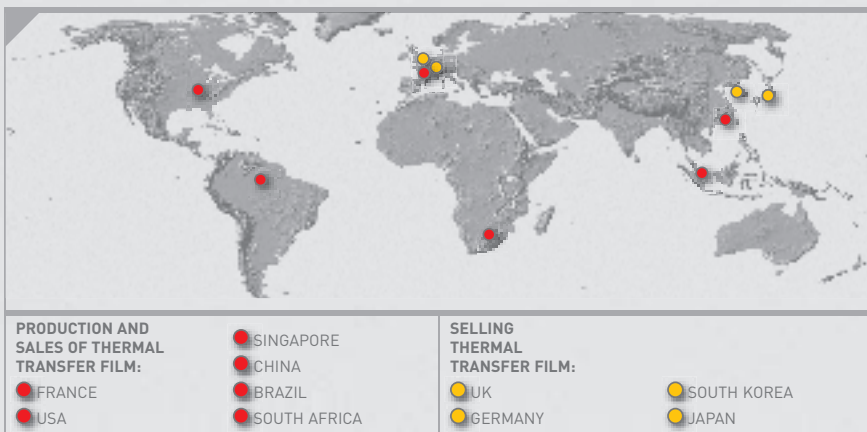 PRODUCTION AND
SALES OF THERMAL
TRANSFER FILM:
FRANCE
USA
SINGAPORE
CHINA
BRAZIL
SOUTH AFRICA
SELLING
THERMAL
TRANSFER FILM:
UK
GERMANY
SOUTH KOREA
JAPAN